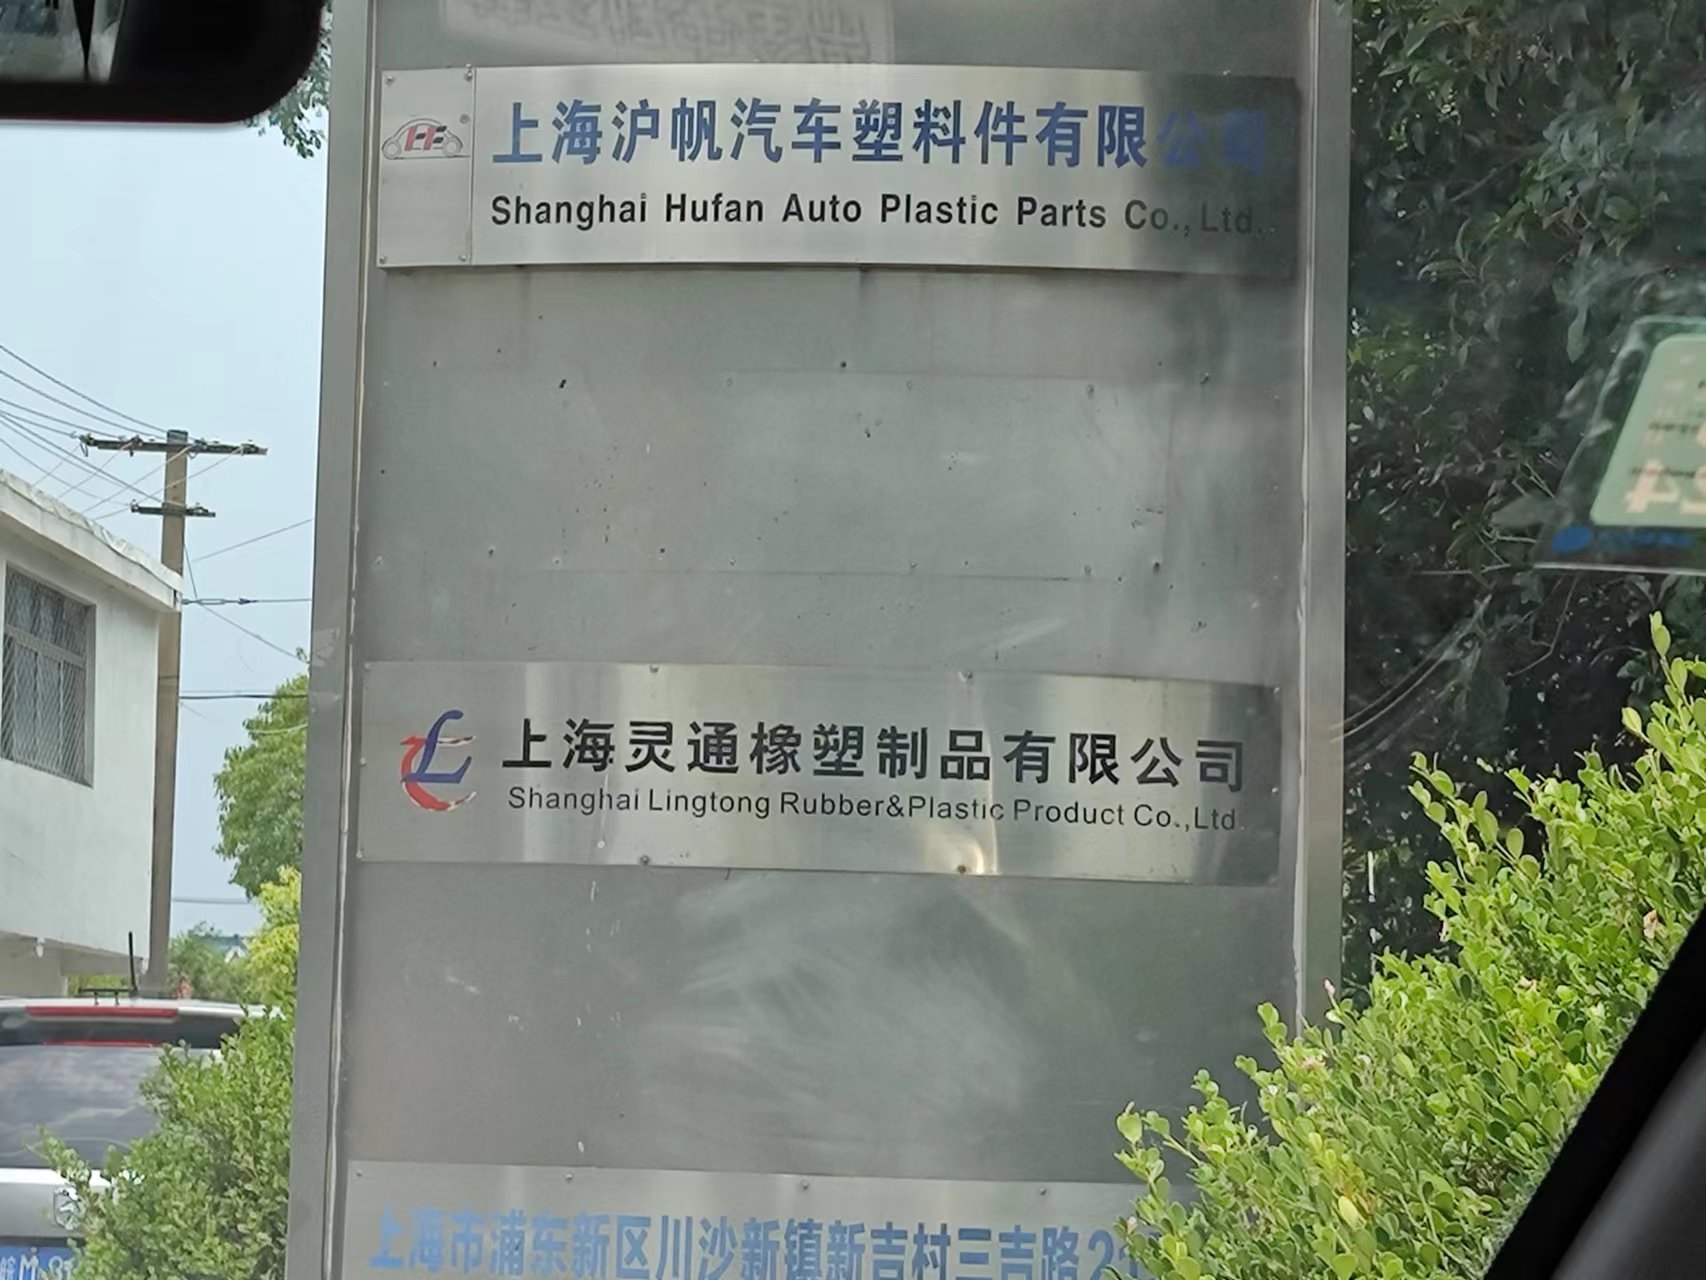 上海沪帆汽车塑料件有限公司
Shanghai Hufan Auto Plastic Parts Co.,Ltd.
上海灵通橡塑制品有限公司
Shanghai Lingtong Rubber&Plastic Product Co.,Ltd.
上海市浦东新区川沙新镇新吉村三吉路